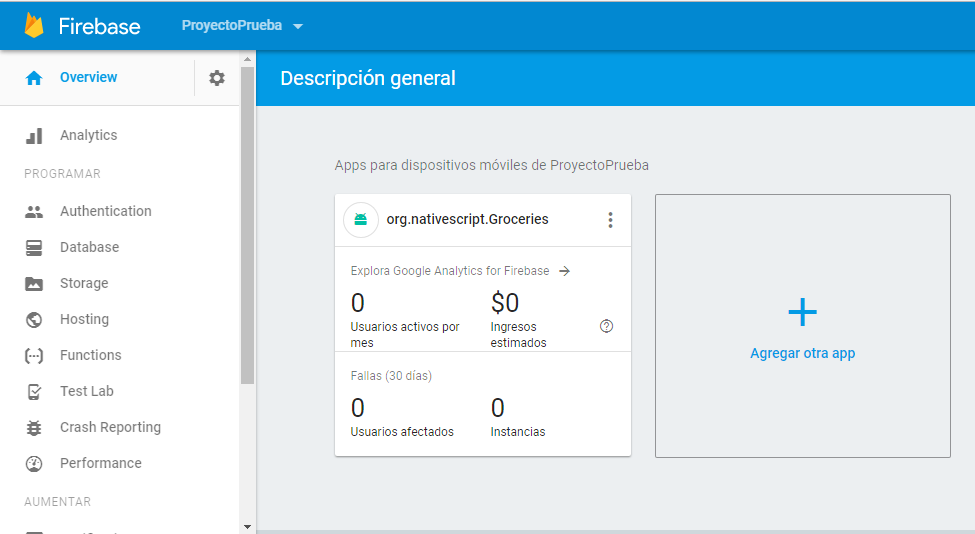 Firebase
ProyectoPrueba
Overview
Descripción general
Analytics
PROGRAMAR
Authentication
Database
Storage
Hosting
Functions
Test Lab
Crash Reporting
Performance
AUMENTAR
Apps para dispositivos móviles de ProyectoPrueba
org.nativescript.Groceries
Explora Google Analytics for Firebase
0
Usuarios activos por
mes
$0
Ingresos
estimados
Fallas (30 días)
0
Usuarios afectados
0
Instancias
Agregar otra app